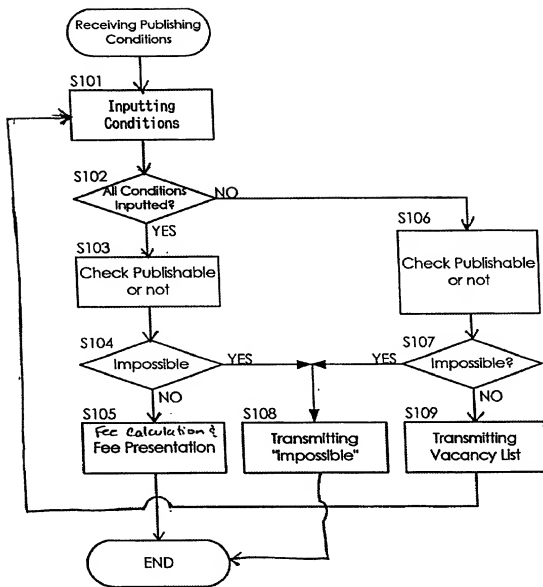 Receiving Publishing
Conditions
S101
Inputting
Conditions
S102
All Conditions
Inputted?
NO
YES
S103
Check Publishable
or not
S106
Check Publishable
or not
S104
Impossible
YES
NO
YES
S107
Impossible?
NO
S105
Fee Calculation &
Fee Presentation
S108
Transmitting
"Impossible"
S109
Transmitting
Vacancy List
END